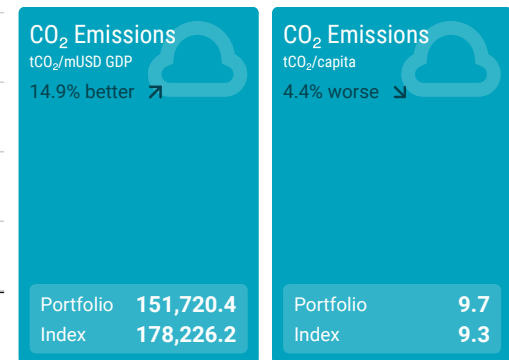 CO₂ Emissions
tCO₂/mUSD GDP
14.9% better
Portfolio 151,720.4
Index 178,226.2
CO₂ Emissions
tCO₂/capita
4.4% worse
Portfolio 9.7
Index 9.3